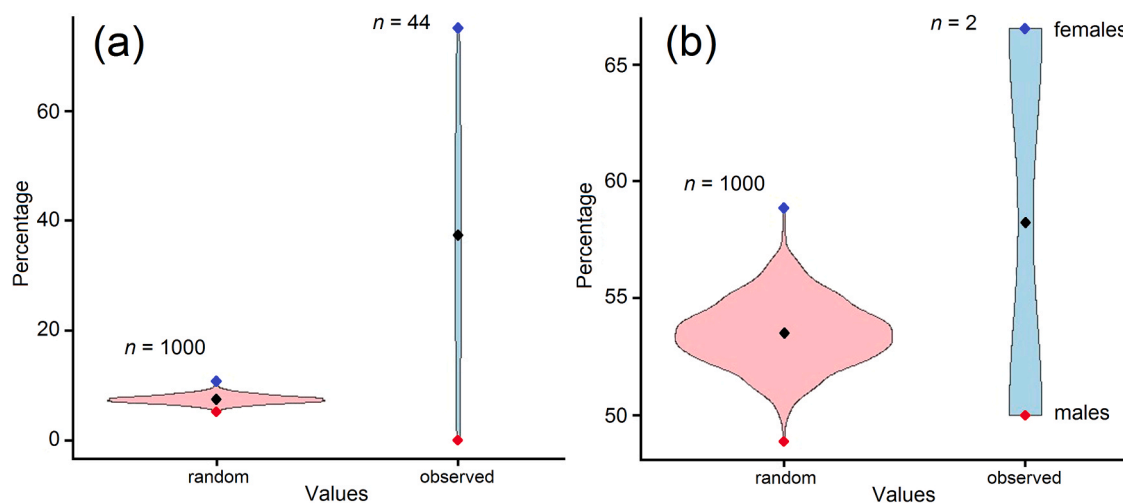 (a)
n = 44
60
40
20
0
Percentage
n = 1000
random
observed
Values
(b)
n = 2
females
65
60
55
50
Percentage
n = 1000
males
random
observed
Values